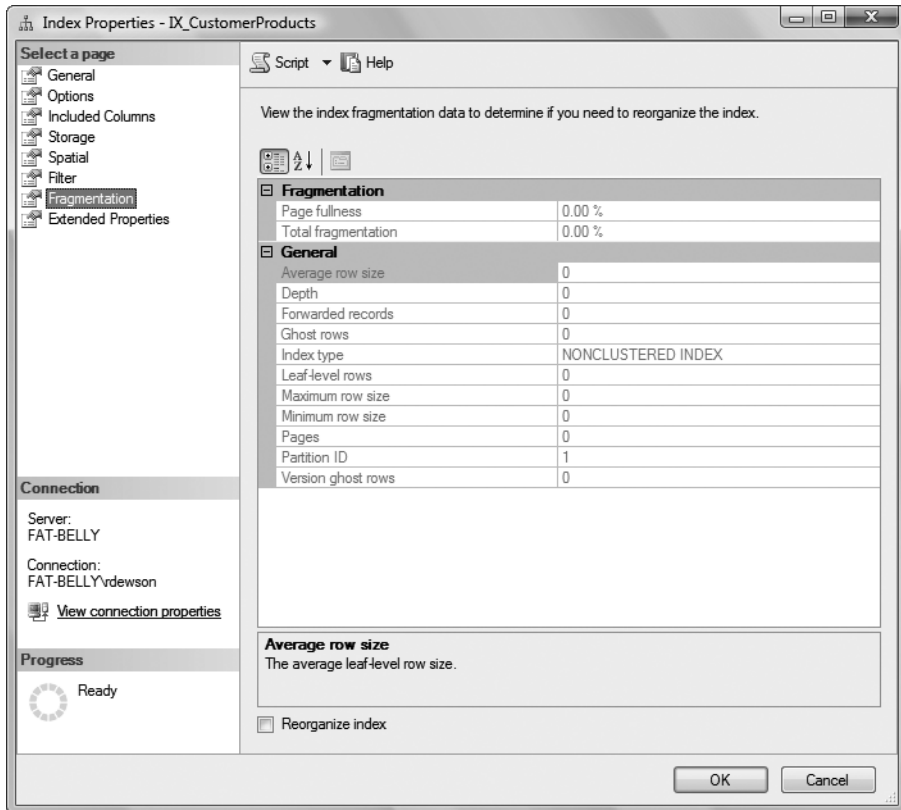 Index Properties - IX_CustomerProducts
Select a page
General
Options
Included Columns
Storage
Spatial
Filter
Fragmentation
Extended Properties
Script Help
View the index fragmentation data to determine if you need to reorganize the index.
Fragmentation
Page fullness 0.00 %
Total fragmentation 0.00 %
General
Average row size 0
Depth 0
Forwarded records 0
Ghost rows 0
Index type NONCLUSTERED INDEX
Leaf-level rows 0
Maximum row size 0
Minimum row size 0
Pages 0
Partition ID 1
Version ghost rows 0
Connection
Server:
FAT-BELLY
Connection:
FAT-BELLY\rdewson
View connection properties
Progress
Ready
Average row size
The average leaf-level row size.
Reorganize index
OK Cancel